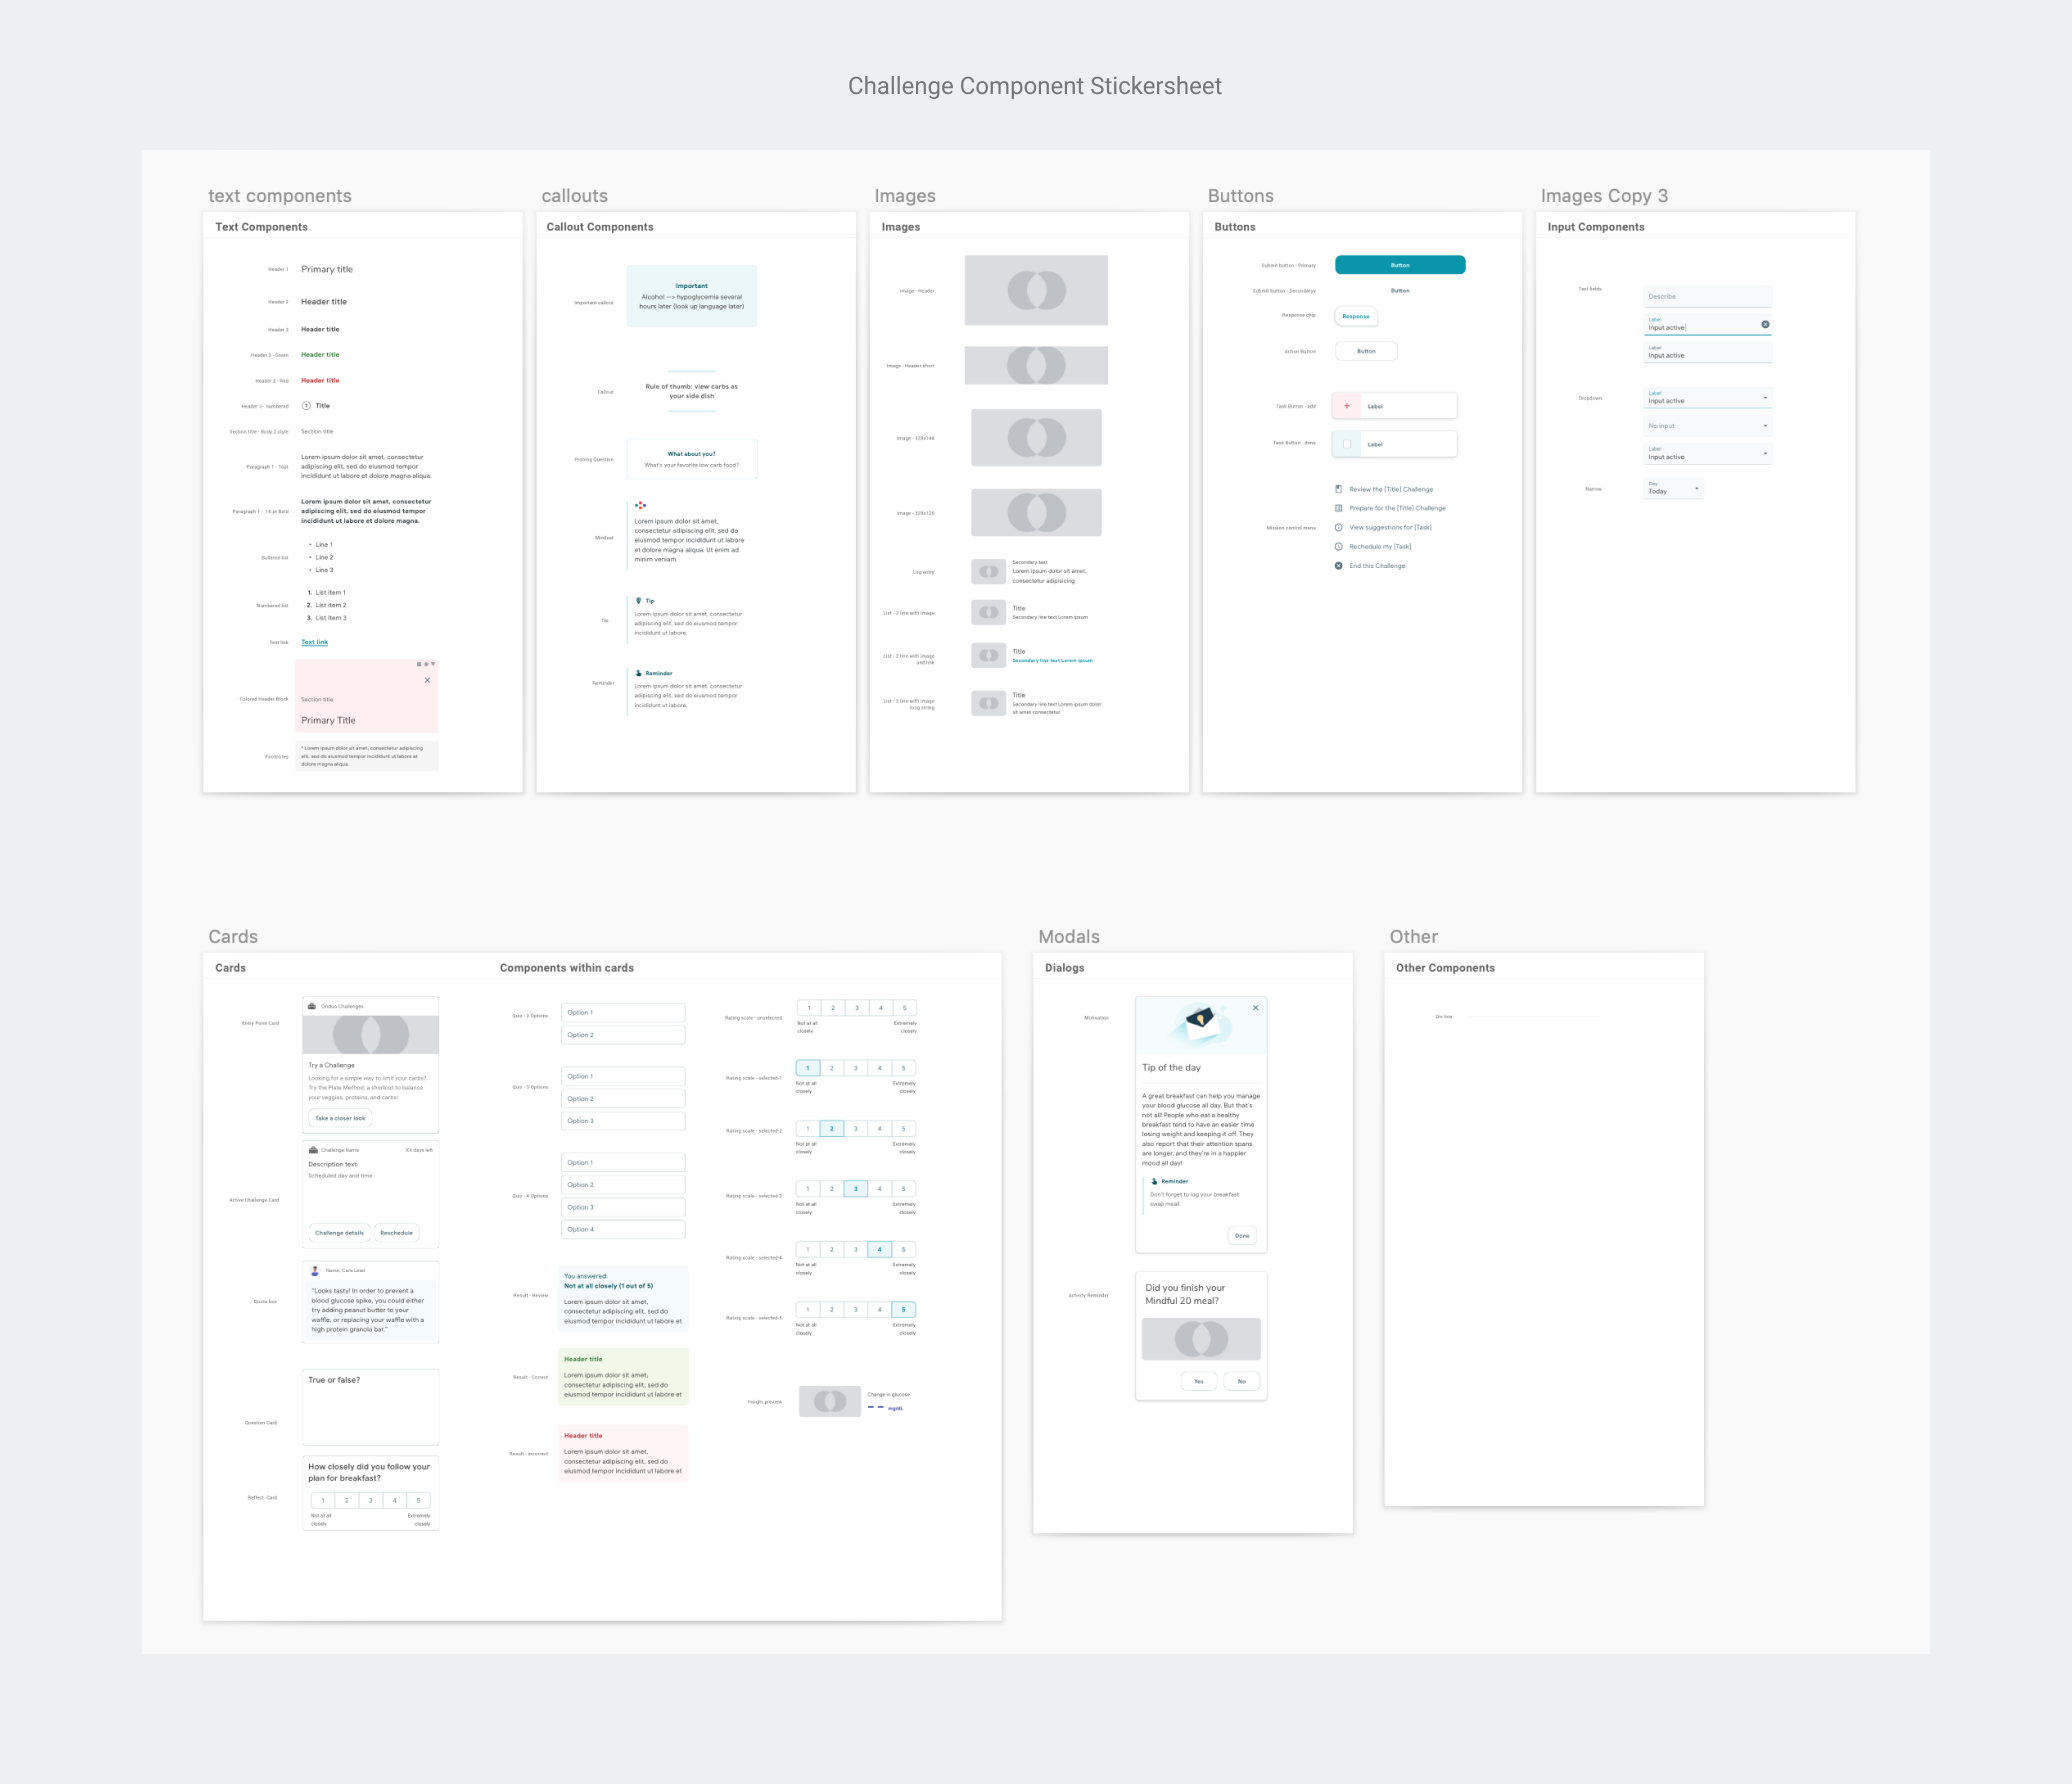 Challenge Component Stickersheet
text components
Text Components
Header 1
Primary title
Header 2
Header title
Header 3
Header title
Header 3 - Green
Header title
Header 3 - Red
Header title
Header 3 - numbered
1 Title
Section title - Body 2 style
Section title
Paragraph 1 - 16pt
Lorem ipsum dolor sit amet, consectetur
adipiscing elit, sed do eiusmod tempor
incididunt ut labore et dolore magna aliqua.
Paragraph 1 - 16 pt Bold
Lorem ipsum dolor sit amet, consectetur
adipiscing elit, sed do eiusmod tempor
incididunt ut labore et dolore magna.
Bulleted list
• Line 1
• Line 2
• Line 3
Numbered list
1. List item 1
2. List item 2
3. List item 3
Text link
Text link
Colored Header Block
Section title
Primary Title
Footnotes
* Lorem ipsum dolor sit amet, consectetur adipiscing
elit, sed do eiusmod tempor incididunt ut labore et
dolore magna aliqua.
callouts
Callout Components
Important callout
Important
Alcohol —> hypoglycemia several
hours later (look up language later)
Callout
Rule of thumb: view carbs as
your side dish
Probing Question
What about you?
What's your favorite low carb food?
Mindset
Lorem ipsum dolor sit amet,
consectetur adipiscing elit, sed do
eiusmod tempor incididunt ut labore
et dolore magna aliqua. Ut enim ad
minim veniam.
Tip
Tip
Lorem ipsum dolor sit amet, consectetur
adipiscing elit, sed do eiusmod tempor
incididunt ut labore.
Reminder
Reminder
Lorem ipsum dolor sit amet, consectetur
adipiscing elit, sed do eiusmod tempor
incididunt ut labore.
Images
Images
Image - Header
Image - Header short
Image - 328x144
Image - 328x120
Log entry
Secondary text
Lorem ipsum dolor sit amet,
consectetur adipisicing
List - 2 line with image
Title
Secondary line text Lorem ipsum
List - 2 line with image
and link
Title
Secondary line text Lorem ipsum
List - 2 line with image
long string
Title
Secondary line text Lorem ipsum dolor
sit amet consectetur.
Buttons
Buttons
Submit button - Primary
Button
Submit button - Secondaryy
Button
Response chip
Response
Action Button
Button
Task Button - edit
+ Label
Task Button - done
Label
Mission control menu
Review the [Title] Challenge
Prepare for the [Title] Challenge
View suggestions for [Task]
Rechedule my [Task]
End this Challenge
Images Copy 3
Input Components
Text fields
Describe
Label
Input active
Label
Input active
Dropdown
Label
Input active
No input
Label
Input active
Narrow
Day
Today
Cards
Cards
Entry Point Card
Onduo Challenges
Try a Challenge
Looking for a simple way to limit your carbs?
Try the Plate Method: a shortcut to balance
your veggies, proteins, and carbs!
Take a closer look
Active Challenge Card
Challenge Name
XX days left
Description text.
Scheduled day and time
Challenge details
Reschedule
Quote box
Name, Care Lead
"Looks tasty! In order to prevent a
blood glucose spike, you could either
try adding peanut butter to your
waffle, or replacing your waffle with a
high protein granola bar."
Question Card
True or false?
Reflect Card
How closely did you follow your
plan for breakfast?
1 2 3 4 5
Not at all
closely
Extremely
closely
Components within cards
Quiz - 2 Options
Option 1
Option 2
Quiz - 3 Options
Option 1
Option 2
Option 3
Quiz - 4 Options
Option 1
Option 2
Option 3
Option 4
Result - Review
You answered:
Not at all closely (1 out of 5)
Lorem ipsum dolor sit amet,
consectetur adipiscing elit, sed do
eiusmod tempor incididunt ut labore et
Result - Correct
Header title
Lorem ipsum dolor sit amet,
consectetur adipiscing elit, sed do
eiusmod tempor incididunt ut labore et
Result - incorrect
Header title
Lorem ipsum dolor sit amet,
consectetur adipiscing elit, sed do
eiusmod tempor incididunt ut labore et
Rating scale - unselected
1 2 3 4 5
Not at all
closely
Extremely
closely
Rating scale - selected-1
1 2 3 4 5
Not at all
closely
Extremely
closely
Rating scale - selected-2
1 2 3 4 5
Not at all
closely
Extremely
closely
Rating scale - selected-3
1 2 3 4 5
Not at all
closely
Extremely
closely
Rating scale - selected-4
1 2 3 4 5
Not at all
closely
Extremely
closely
Rating scale - selected-5
1 2 3 4 5
Not at all
closely
Extremely
closely
Insight preview
Change in glucose
– – mg/dL
Modals
Dialogs
Motivation
Tip of the day
A great breakfast can help you manage
your blood glucose all day. But that's
not all! People who eat a healthy
breakfast tend to have an easier time
losing weight and keeping it off. They
also report that their attention spans
are longer, and they're in a happier
mood all day!
Reminder
Don't forget to log your breakfast
swap meal!
Done
Activity Reminder
Did you finish your
Mindful 20 meal?
Yes
No
Other
Other Components
Div line